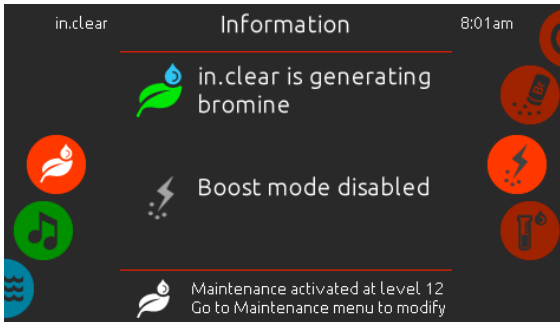 in.clear
Information
8:01am
in.clear is generating
bromine
Br
Boost mode disabled
Maintenance activated at level 12
Go to Maintenance menu to modify